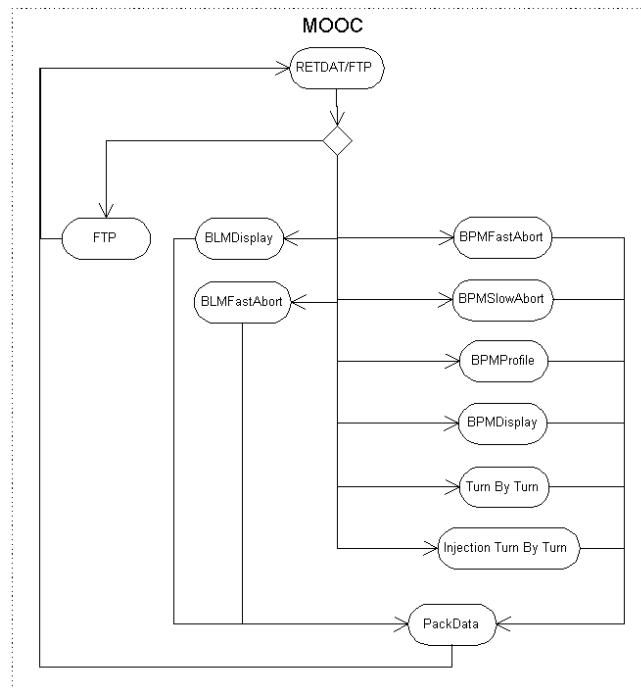 MOOC
RETDAT/FTP
FTP
BLMDisplay
BPMFastAbort
BLMFastAbort
BPMSlowAbort
BPMProfile
BPMDisplay
Turn By Turn
Injection Turn By Turn
PackData